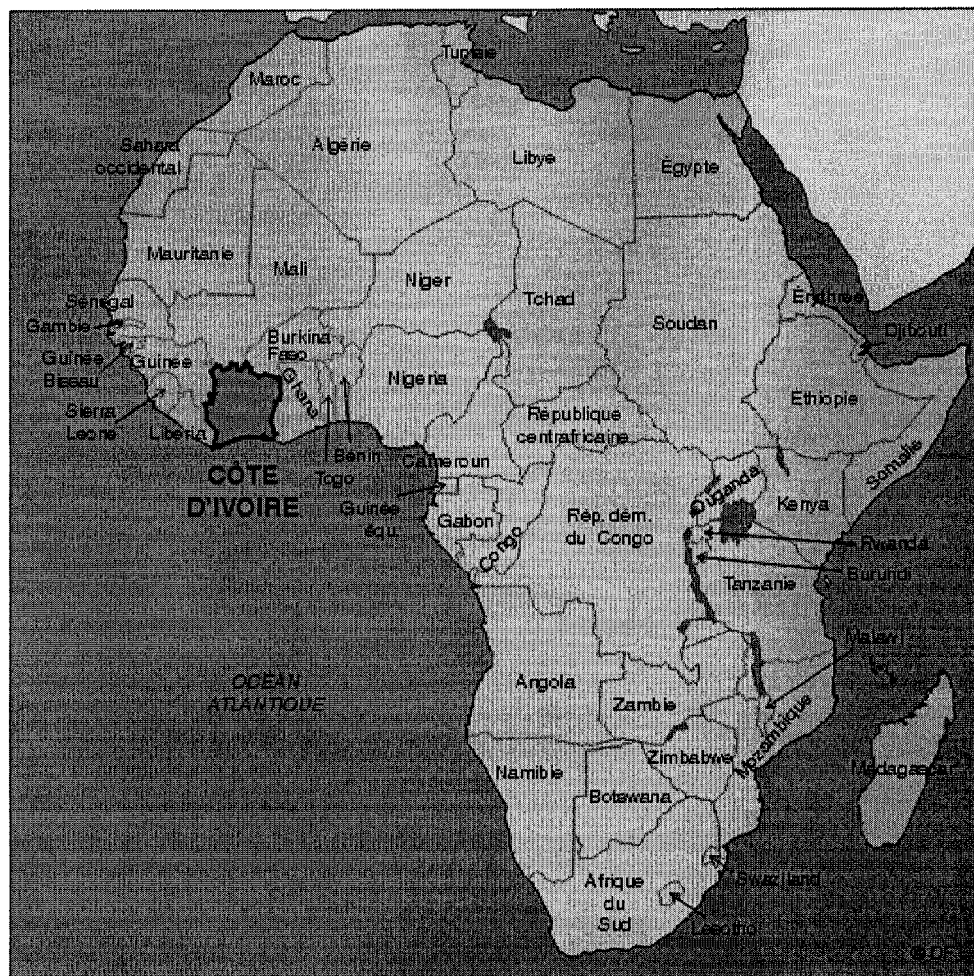 Tunisie
Maroc
Algérie
Libye
Égypte
Sahara
occidental
Mauritanie
Mali
Niger
Tchad
Soudan
Érythrée
Djibouti
Sénégal
Gambie
Guinée
Bissau
Guinée
Burkina
Faso
Ghana
Nigeria
Ethiopie
Somalie
Sierra
Leone
Liberia
République
centrafricaine
CÔTE
D'IVOIRE
Bénin
Togo
Cameroun
Guinée
équ.
Gabon
Congo
Rép. dém.
du Congo
Ouganda
Kenya
Rwanda
Burundi
Tanzanie
Malawi
OCÉAN
ATLANTIQUE
Angola
Zambie
Mozombique
Zimbabwe
Namibie
Botswana
Madagascar
Swaziland
Afrique
du
Sud
Lesotho